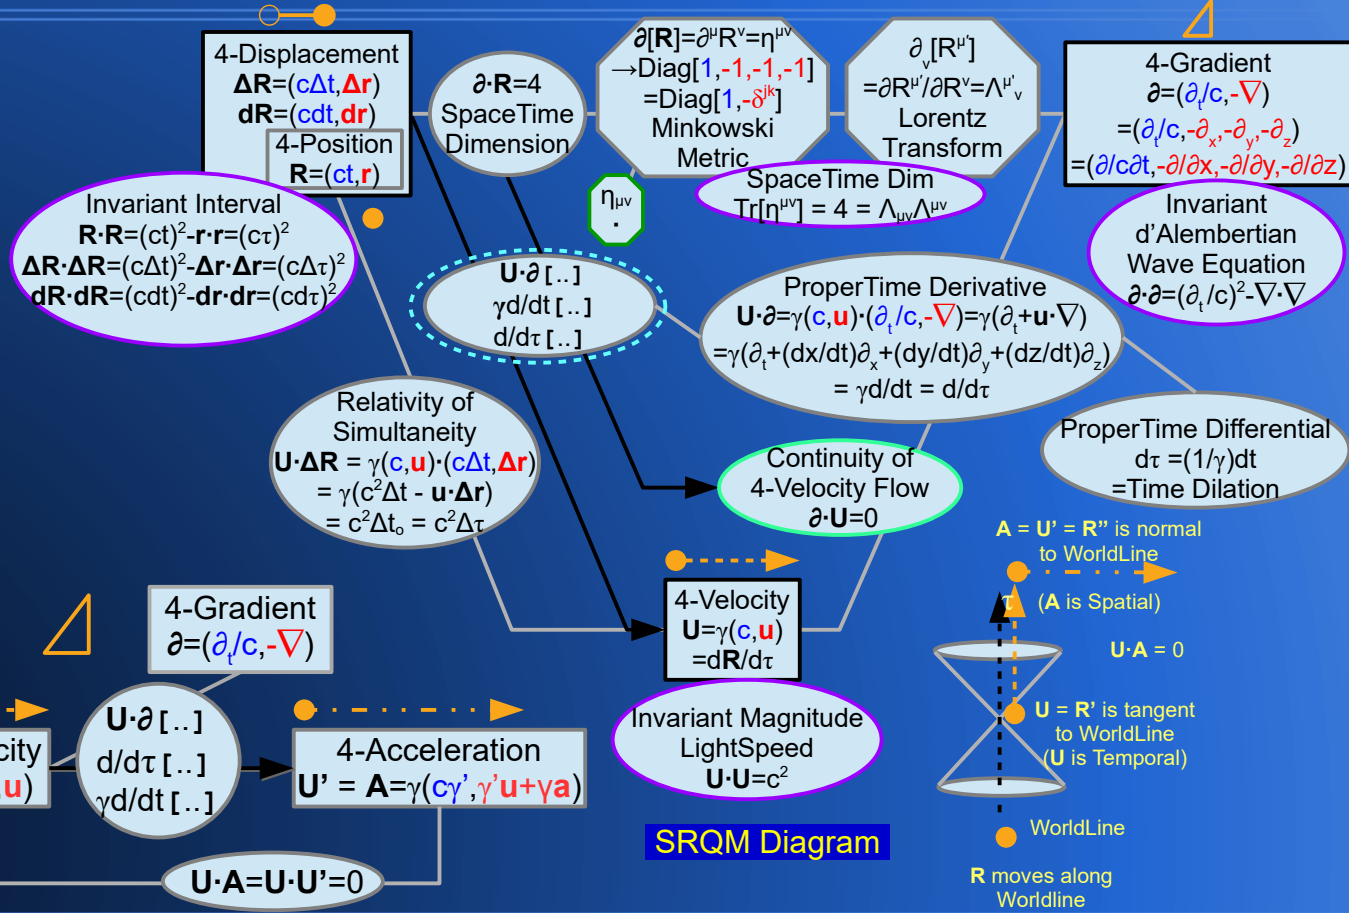 4-Displacement
ΔR=(cΔt,Δr)
dR=(cdt,dr)
4-Position
R=(ct,r)
∂·R=4
SpaceTime
Dimension
∂[R]=∂^μR^ν=η^μν
→Diag[1,-1,-1,-1]
=Diag[1,-δ^jk]
Minkowski
Metric
∂_ν[R^μ']
=∂R^μ'/∂R^ν=Λ^μ'_ν
Lorentz
Transform
4-Gradient
∂=(∂_t/c,-∇)
=(∂_t/c,-∂_x,-∂_y,-∂_z)
=(∂/c∂t,-∂/∂x,-∂/∂y,-∂/∂z)
Invariant Interval
R·R=(ct)²-r·r=(cτ)²
ΔR·ΔR=(cΔt)²-Δr·Δr=(cΔτ)²
dR·dR=(cdt)²-dr·dr=(cdτ)²
η_μν
·
SpaceTime Dim
Tr[η^μν] = 4 = Λ_μνΛ^μν
Invariant
d'Alembertian
Wave Equation
∂·∂=(∂_t/c)²-∇·∇
U·∂[..]
γd/dt[..]
d/dτ[..]
ProperTime Derivative
U·∂=γ(c,u)·(∂_t/c,-∇)=γ(∂_t+u·∇)
=γ(∂_t+(dx/dt)∂_x+(dy/dt)∂_y+(dz/dt)∂_z)
= γd/dt = d/dτ
Relativity of
Simultaneity
U·ΔR = γ(c,u)·(cΔt,Δr)
= γ(c²Δt - u·Δr)
= c²Δt_o = c²Δτ
Continuity of
4-Velocity Flow
∂·U=0
ProperTime Differential
dτ =(1/γ)dt
=Time Dilation
4-Velocity
U=γ(c,u)
=dR/dτ
Invariant Magnitude
LightSpeed
U·U=c²
4-Gradient
∂=(∂_t/c,-∇)
city
,u)
U·∂[..]
d/dτ[..]
γd/dt[..]
4-Acceleration
U' = A=γ(cγ',γ'u+γa)
U·A=U·U'=0
SRQM Diagram
A = U' = R'' is normal
to WorldLine
τ
(A is Spatial)
U·A = 0
U = R' is tangent
to WorldLine
(U is Temporal)
WorldLine
R moves along
Worldline